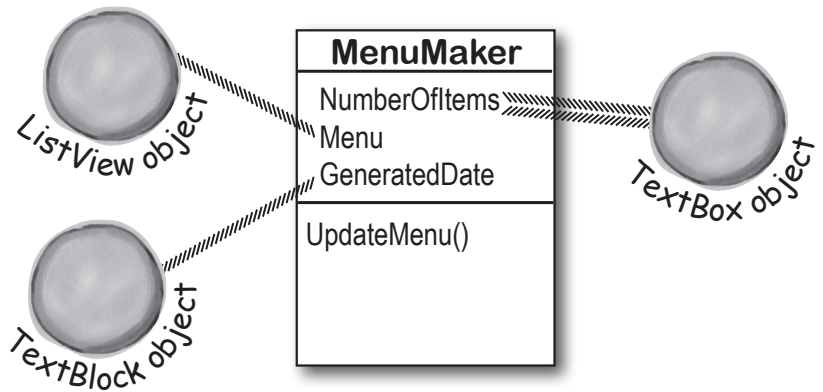 MenuMaker
NumberOfItems
Menu
GeneratedDate
UpdateMenu()
ListView object
TextBlock object
TextBox object